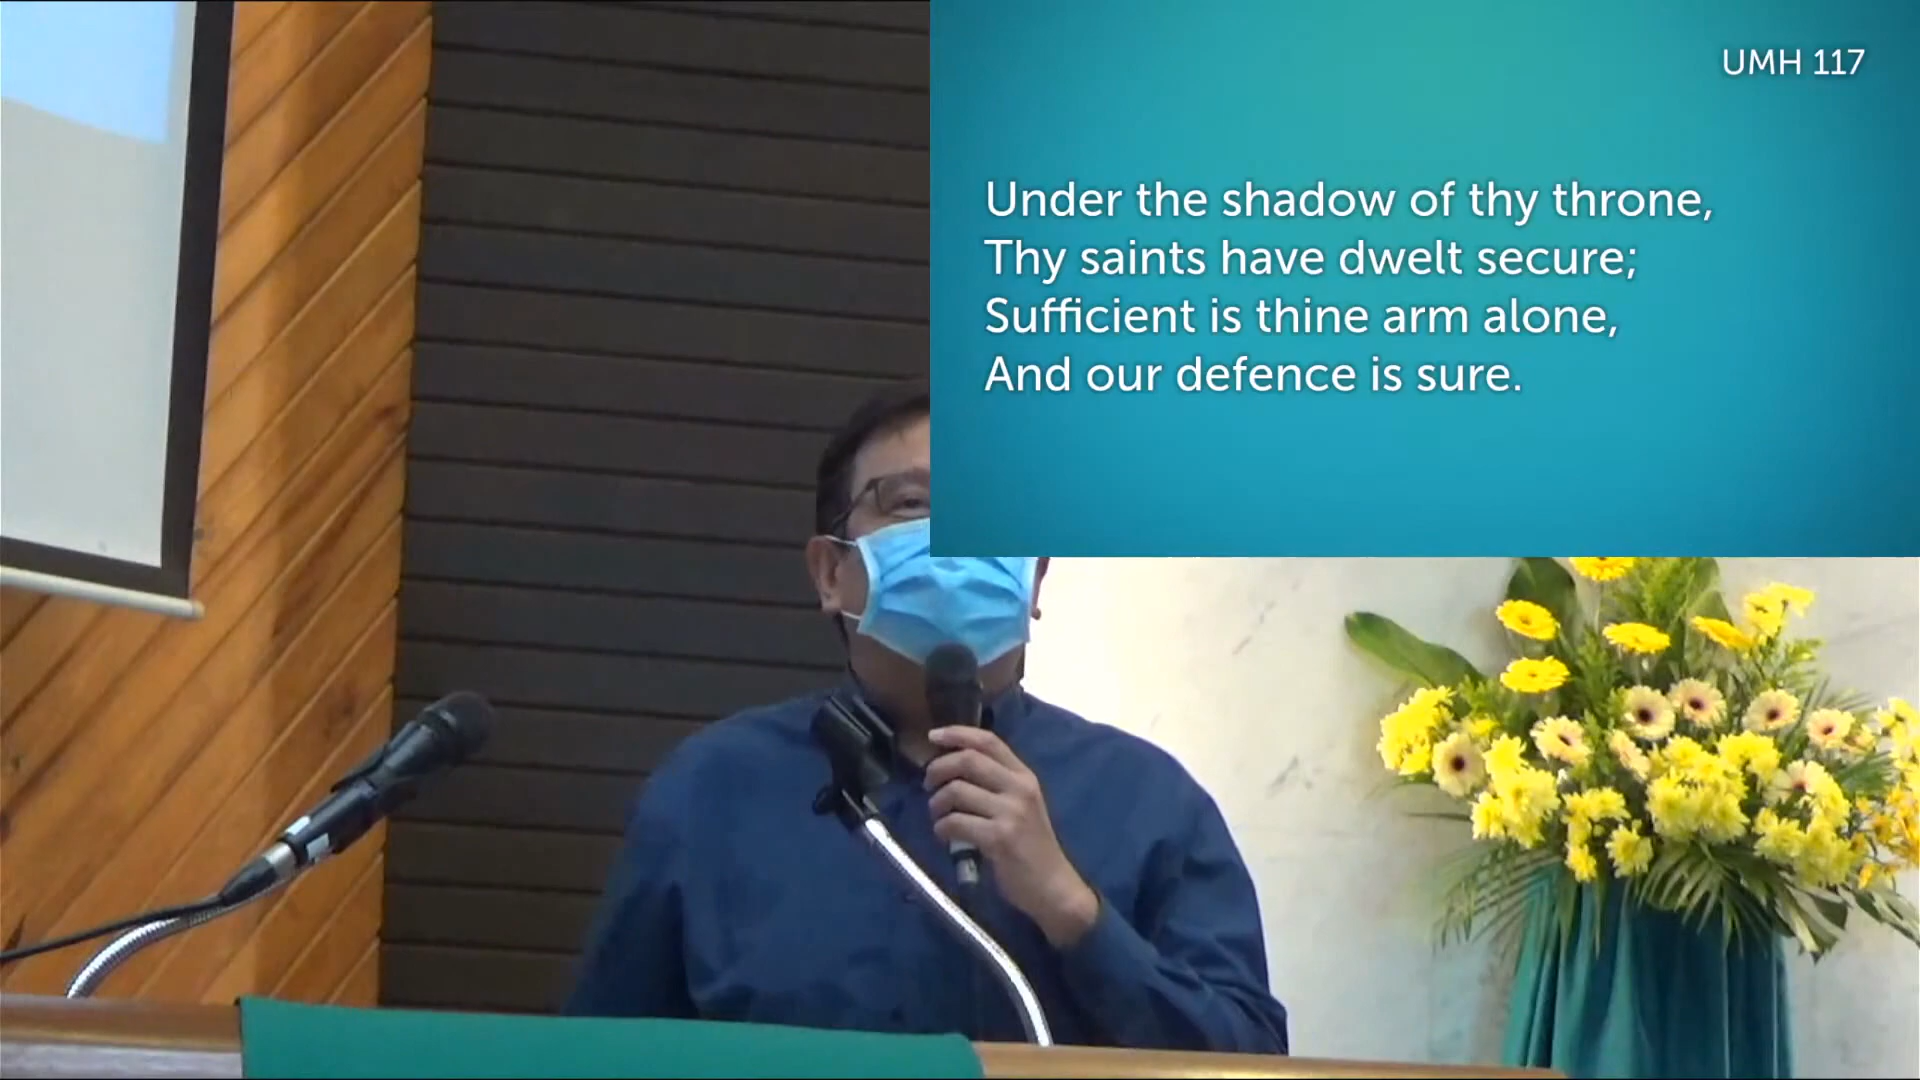 UMH 117
Under the shadow of thy throne,
Thy saints have dwelt secure;
Sufficient is thine arm alone,
And our defence is sure.